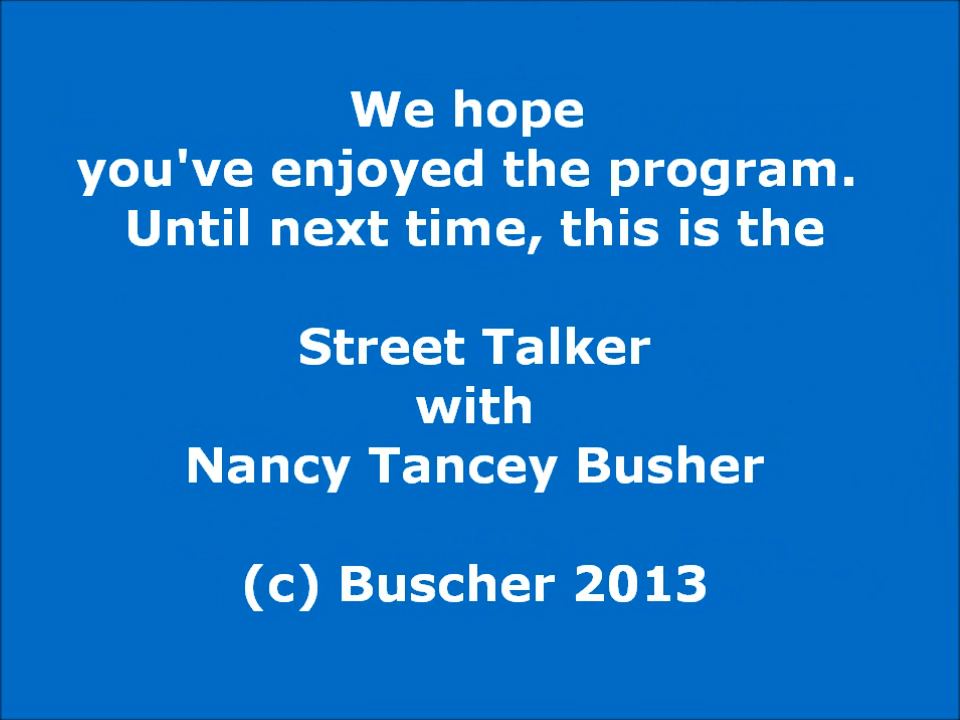 We hope
you've enjoyed the program.
Until next time, this is the
Street Talker
with
Nancy Tancey Busher
(c) Buscher 2013